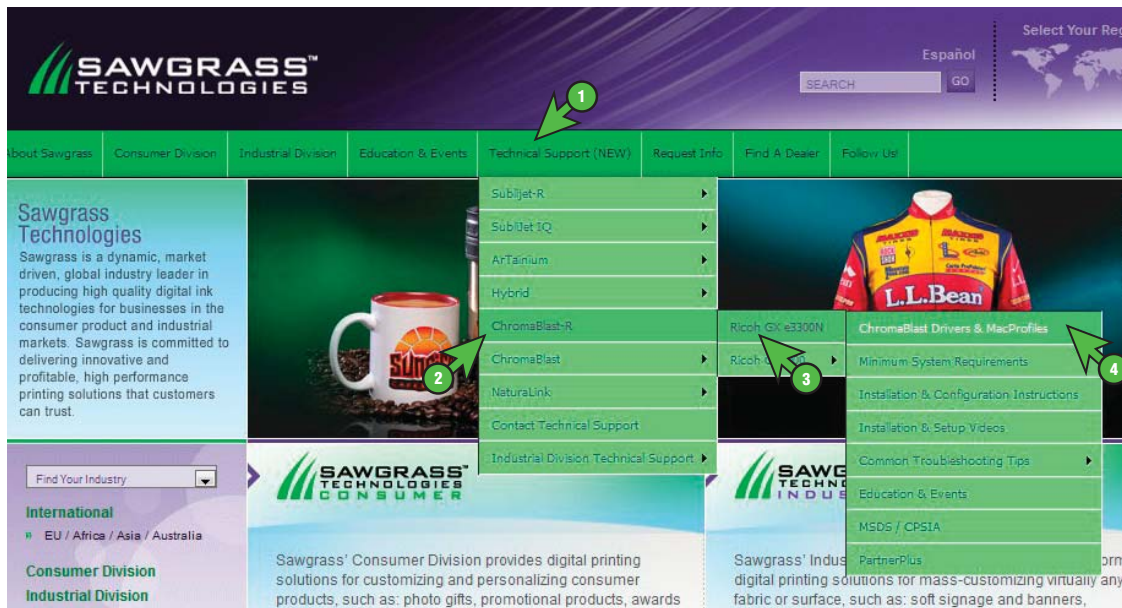 Select Your Reg
Español
SAWGRASS™
TECHNOLOGIES
SEARCH
GO
1
About Sawgrass
Consumer Division
Industrial Division
Education & Events
Technical Support (NEW)
Request Info
Find A Dealer
Follow Us!
Sawgrass
Technologies
Sawgrass is a dynamic, market
driven, global industry leader in
producing high quality digital ink
technologies for businesses in the
consumer product and industrial
markets. Sawgrass is committed to
delivering innovative and
profitable, high performance
printing solutions that customers
can trust.
SubliJet-R
SubliJet IQ
ArTainium
Hybrid
ChromaBlast-R
ChromaBlast
NaturaLink
Contact Technical Support
Industrial Division Technical Support
2
L.L.Bean
Ricoh GX e3300N
Ricoh
3
ChromaBlast Drivers & MacProfiles
Minimum System Requirements
Installation & Configuration Instructions
Installation & Setup Videos
Common Troubleshooting Tips
Education & Events
MSDS / CPSIA
PartnerPlus
4
Find Your Industry
International
» EU / Africa / Asia / Australia
Consumer Division
Industrial Division
SAWGRASS™
TECHNOLOGIES
CONSUMER
Sawgrass' Consumer Division provides digital printing
solutions for customizing and personalizing consumer
products, such as: photo gifts, promotional products, awards
SAWG
TECHN
INDUS
Sawgrass' Indus
digital printing solutions for mass-customizing virtually any
fabric or surface, such as: soft signage and banners,